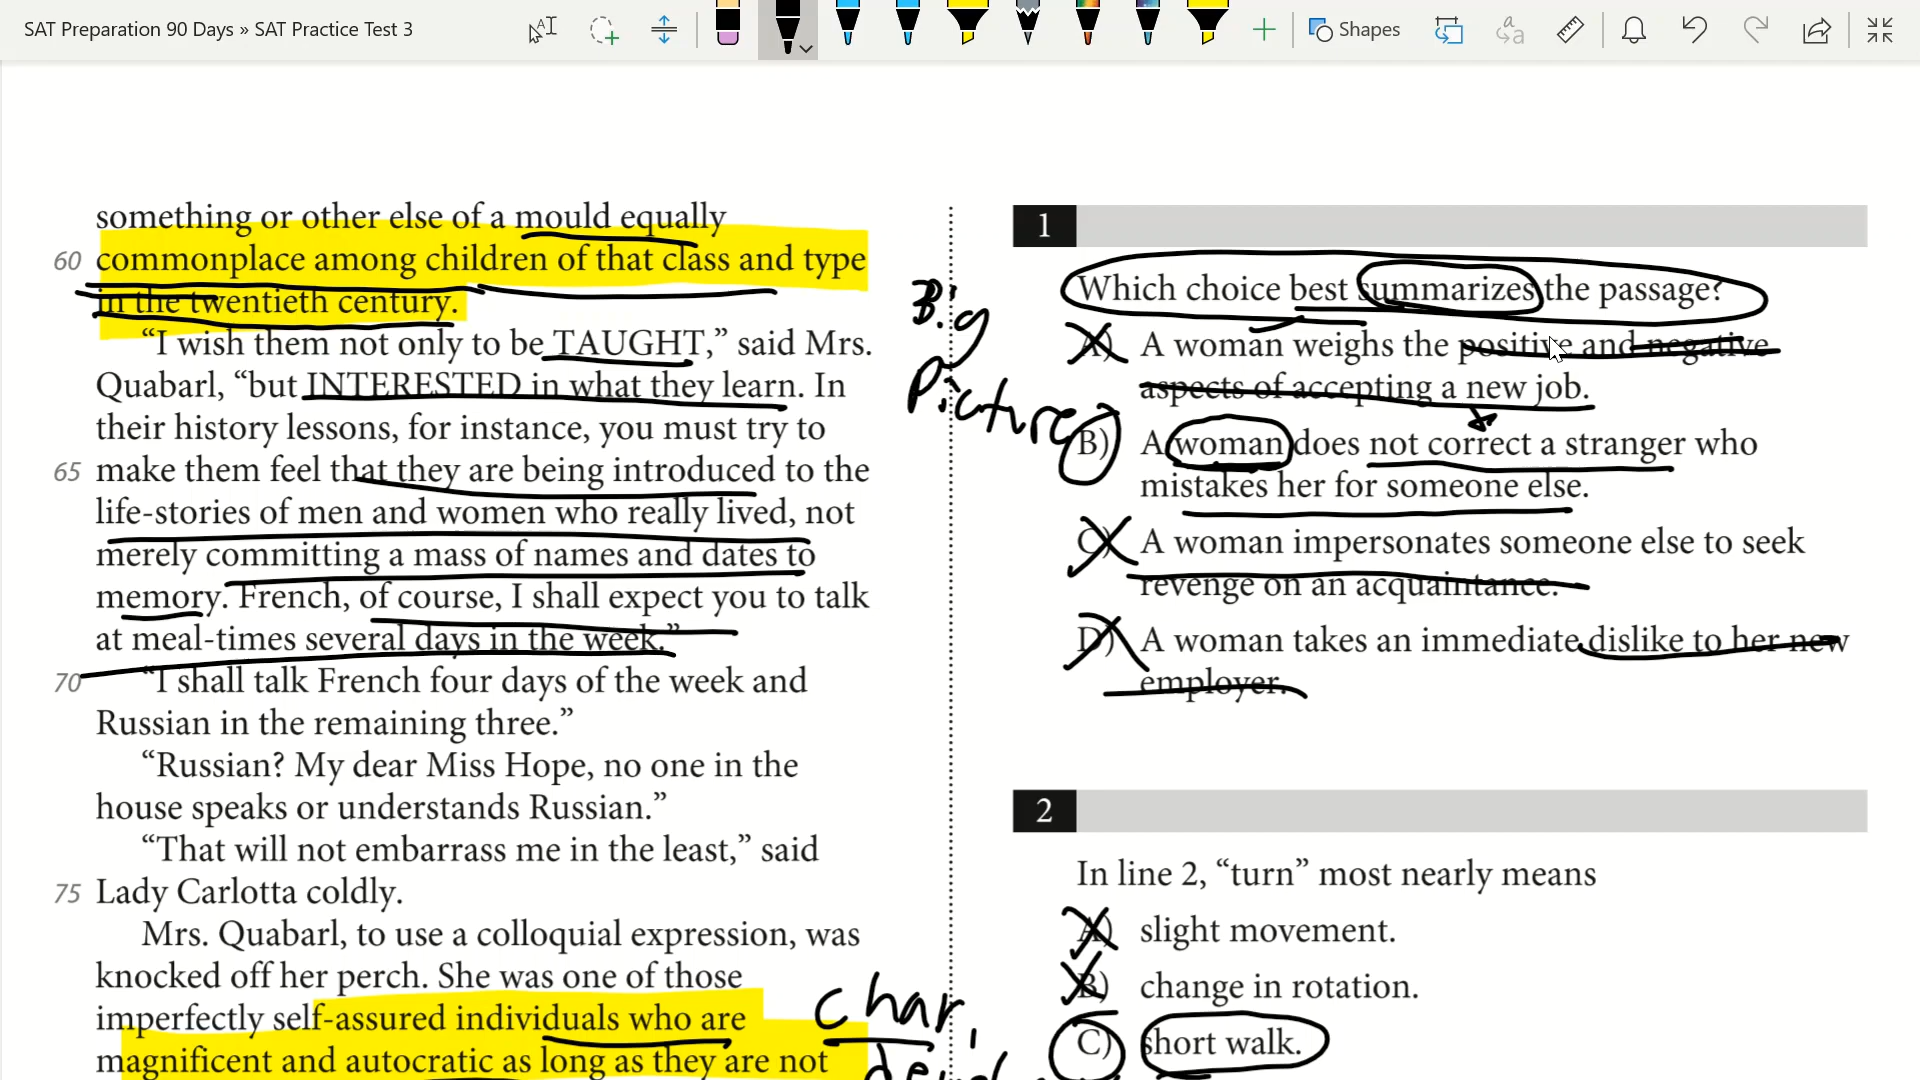 SAT Preparation 90 Days » SAT Practice Test 3
Shapes
something or other else of a mould equally
60 commonplace among children of that class and type
in the twentieth century.
“I wish them not only to be TAUGHT,” said Mrs.
Quabarl, “but INTERESTED in what they learn. In
their history lessons, for instance, you must try to
65 make them feel that they are being introduced to the
life-stories of men and women who really lived, not
merely committing a mass of names and dates to
memory. French, of course, I shall expect you to talk
at meal-times several days in the week.”
70 “I shall talk French four days of the week and
Russian in the remaining three.”
“Russian? My dear Miss Hope, no one in the
house speaks or understands Russian.”
“That will not embarrass me in the least,” said
75 Lady Carlotta coldly.
Mrs. Quabarl, to use a colloquial expression, was
knocked off her perch. She was one of those
imperfectly self-assured individuals who are
magnificent and autocratic as long as they are not
Big
Picture
char.
1
Which choice best summarizes the passage?
A) A woman weighs the positive and negative
aspects of accepting a new job.
B) A woman does not correct a stranger who
mistakes her for someone else.
C) A woman impersonates someone else to seek
revenge on an acquaintance.
D) A woman takes an immediate dislike to her new
employer.
2
In line 2, “turn” most nearly means
A) slight movement.
B) change in rotation.
C) short walk.